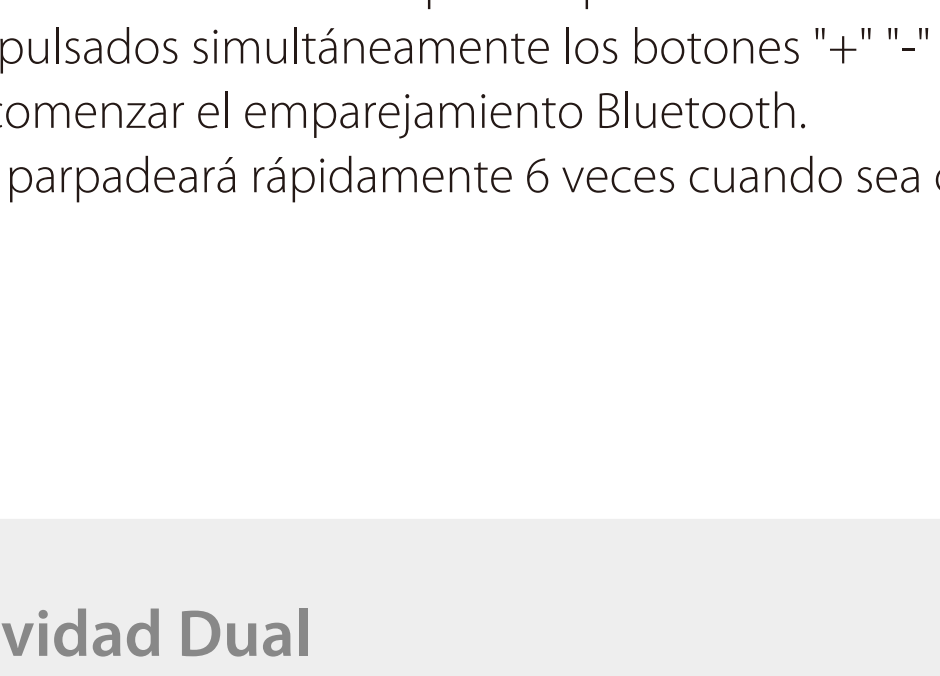 pulsados simultáneamente los botones "+" "-"
comenzar el emparejamiento Bluetooth.
parpadeará rápidamente 6 veces cuando sea
vidad Dual